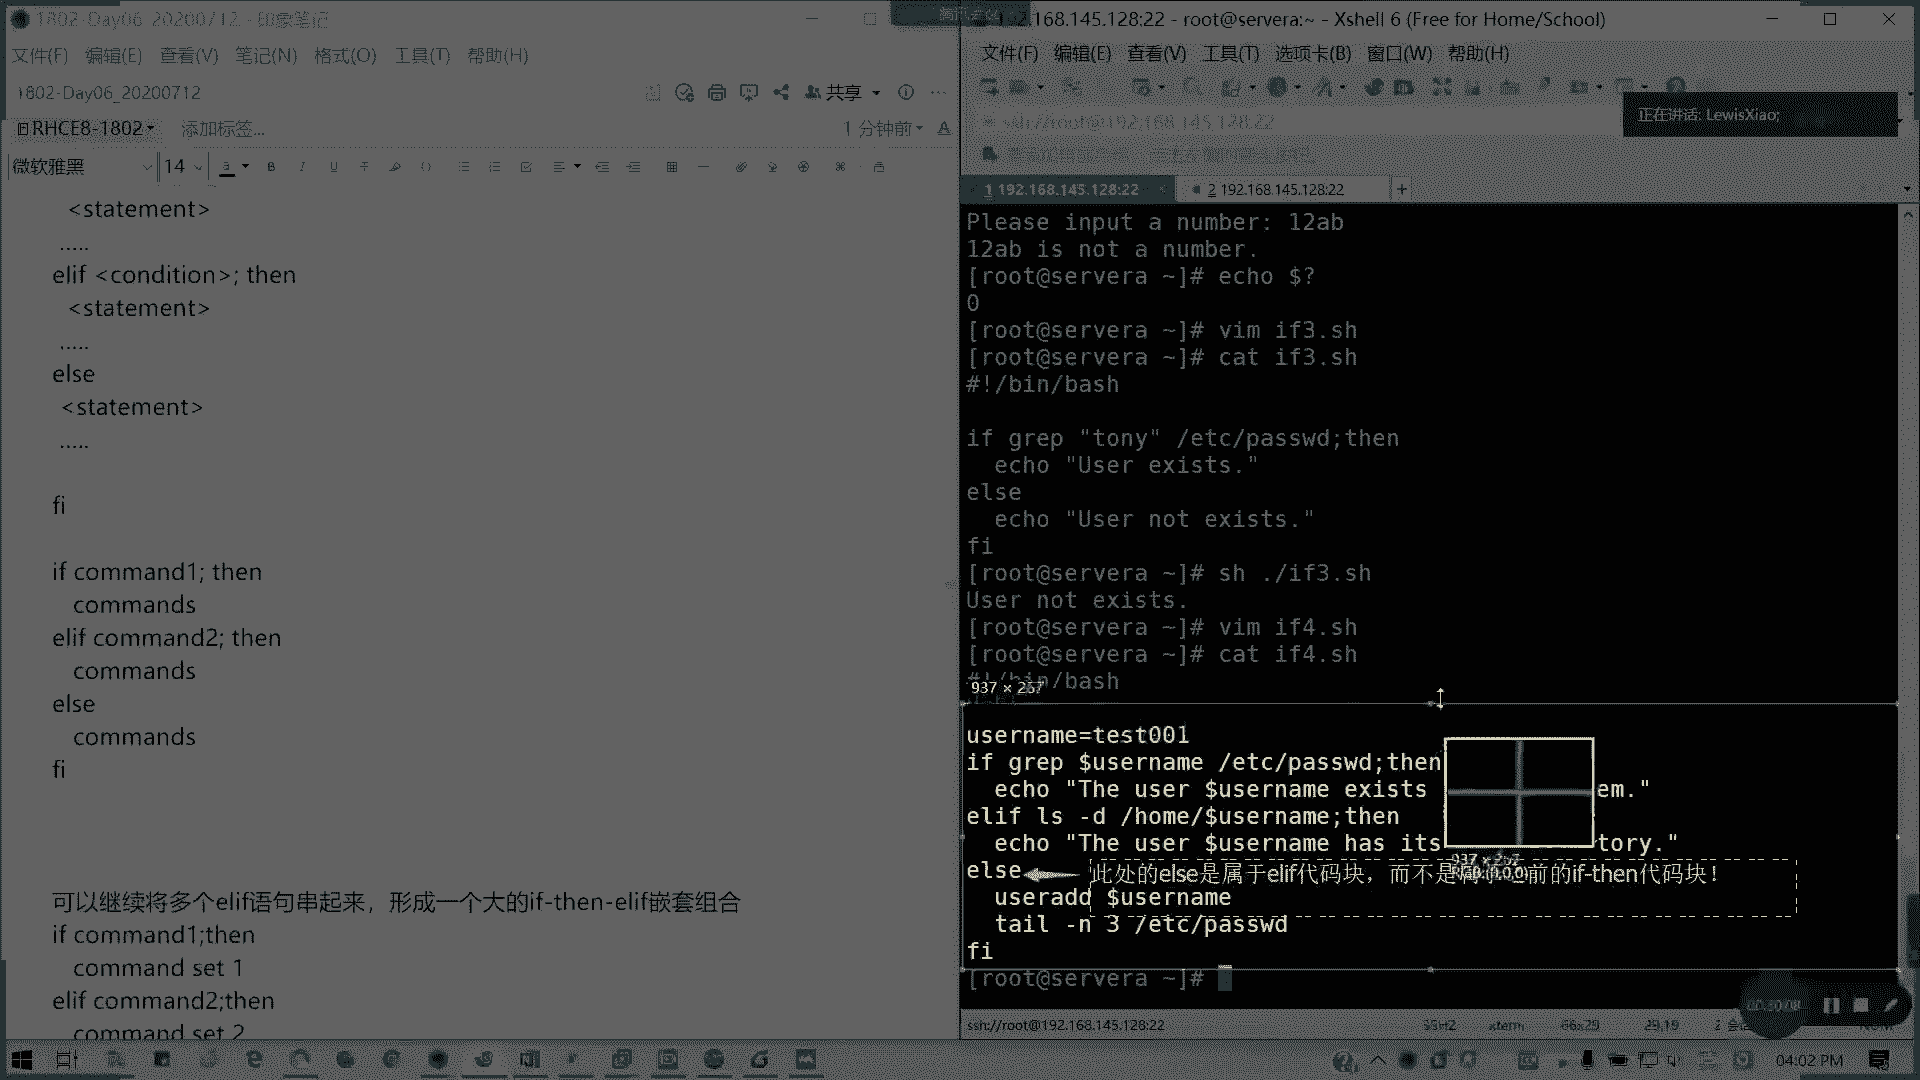 1802-Day06_20200712 - 印象笔记
文件(F) 编辑(E) 查看(V) 笔记(N) 格式(O) 工具(T) 帮助(H)
1802-Day06_20200712
共享
RHCE8-1802
添加标签...
1 分钟前
微软雅黑
14
<statement>
.....
elif <condition>; then
<statement>
.....
else
<statement>
.....
fi
if command1; then
commands
elif command2; then
commands
else
commands
fi
可以继续将多个elif语句串起来，形成一个大的if-then-elif嵌套组合
if command1;then
command set 1
elif command2;then
command set 2
2.168.145.128:22 - root@servera:~ - Xshell 6 (Free for Home/School)
文件(F) 编辑(E) 查看(V) 工具(T) 选项卡(B) 窗口(W) 帮助(H)
ssh://root@192.168.145.128:22
正在讲话: LewisXiao;
1 192.168.145.128:22
2 192.168.145.128:22
Please input a number: 12ab
12ab is not a number.
[root@servera ~]# echo $?
0
[root@servera ~]# vim if3.sh
[root@servera ~]# cat if3.sh
#!/bin/bash
if grep "tony" /etc/passwd;then
echo "User exists."
else
echo "User not exists."
fi
[root@servera ~]# sh ./if3.sh
User not exists.
[root@servera ~]# vim if4.sh
[root@servera ~]# cat if4.sh
#!/bin/bash
937 × 267
username=test001
if grep $username /etc/passwd;then
echo "The user $username exists em."
elif ls -d /home/$username;then
echo "The user $username has its tory."
937 × 267
else
此处的else是属于elif代码块，而不是 前的if-then代码块！
useradd $username
tail -n 3 /etc/passwd
fi
[root@servera ~]#
ssh://root@192.168.145.128:22
SSH2 xterm 66x29 29,19
04:02 PM